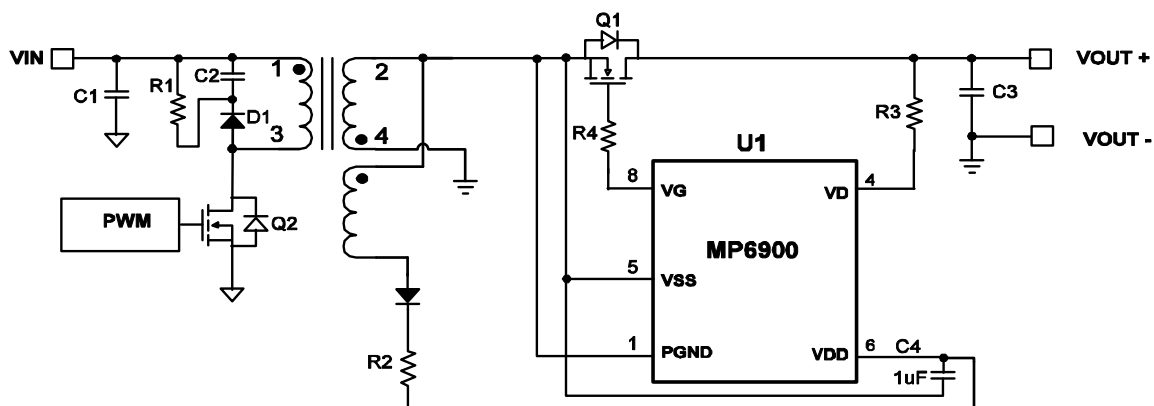 VIN
C1
R1
C2
D1
1
3
2
4
Q1
VOUT +
C3
VOUT -
R3
R4
U1
PWM
Q2
8
VG
VD
4
MP6900
5
VSS
1
PGND
VDD
6
C4
1uF
R2